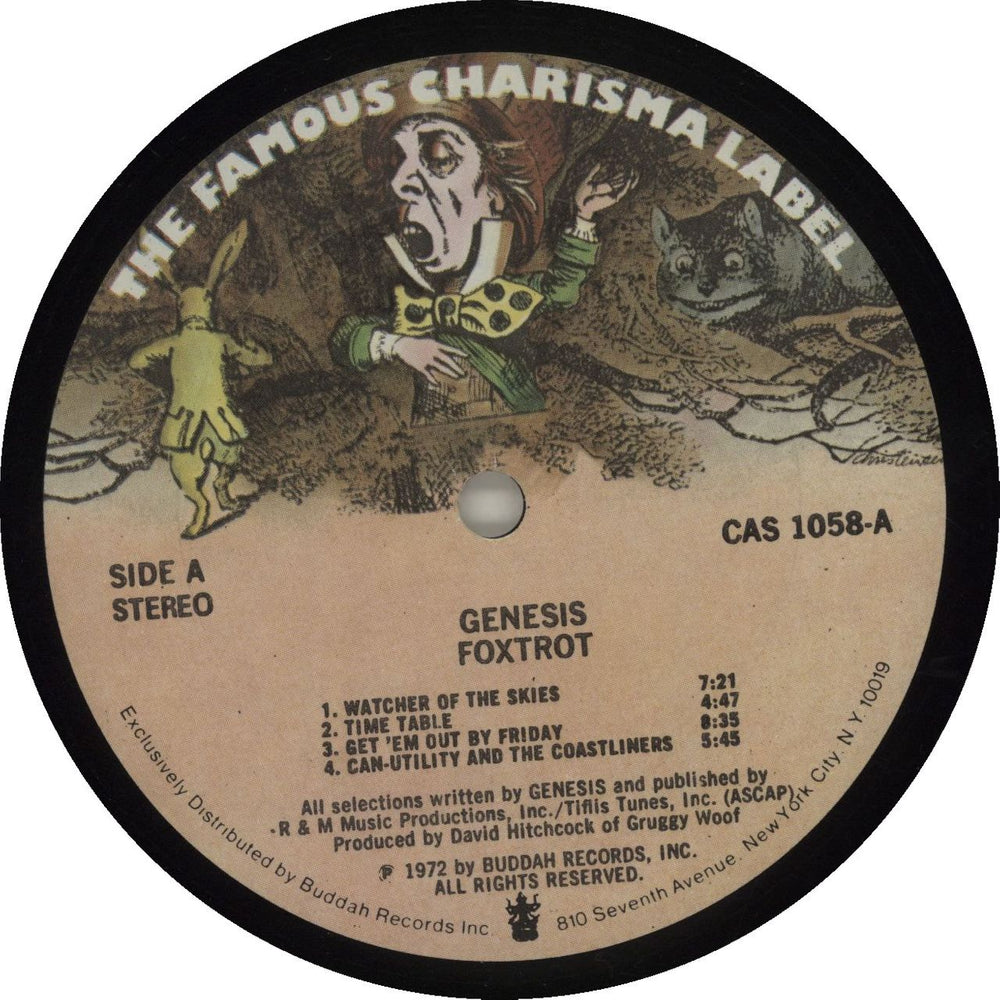 THE FAMOUS CHARISMA LABEL
Christensen
CAS 1058-A
SIDE A
STEREO
GENESIS
FOXTROT
1. WATCHER OF THE SKIES 7:21
2. TIME TABLE 4:47
3. GET 'EM OUT BY FRIDAY 8:35
4. CAN-UTILITY AND THE COASTLINERS 5:45
All selections written by GENESIS and published by
R & M Music Productions, Inc./Tiflis Tunes, Inc. (ASCAP)
Produced by David Hitchcock of Gruggy Woof
℗ 1972 by BUDDAH RECORDS, INC.
ALL RIGHTS RESERVED.
Exclusively Distributed by Buddah Records Inc. 810 Seventh Avenue. New York City. N Y 10019